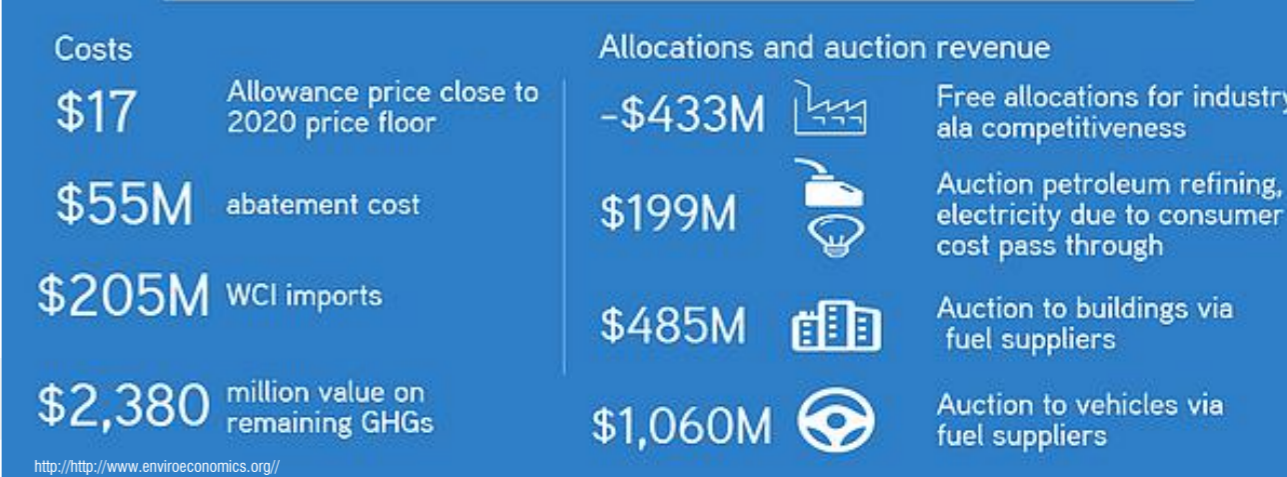 Costs
$17
Allowance price close to
2020 price floor
$55M
abatement cost
$205M
WCI imports
$2,380
million value on
remaining GHGs
Allocations and auction revenue
-$433M
Free allocations for industry
ala competitiveness
$199M
Auction petroleum refining,
electricity due to consumer
cost pass through
$485M
Auction to buildings via
fuel suppliers
$1,060M
Auction to vehicles via
fuel suppliers
http://http://www.enviroeconomics.org//